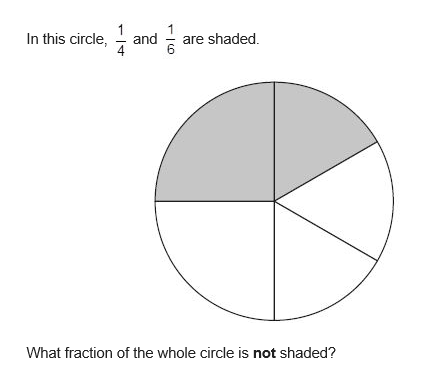 In this circle, 1/4 and 1/6 are shaded.
What fraction of the whole circle is not shaded?